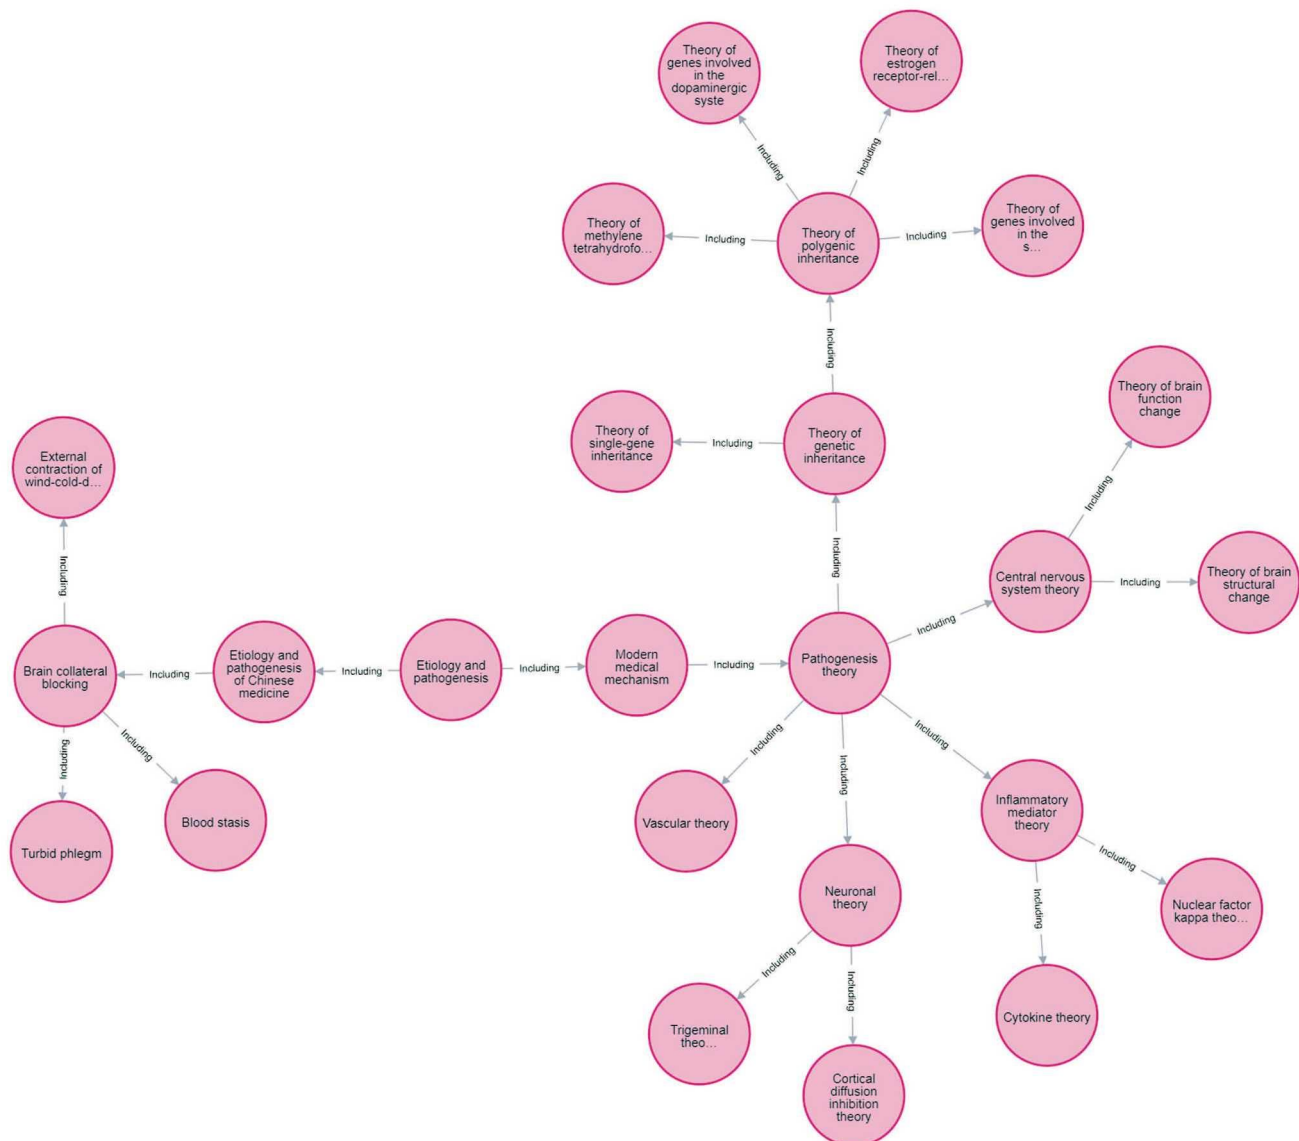 Theory of
genes involved
in the
dopaminergic
syste
Theory of
estrogen
receptor-rel...
Including
Including
Theory of
methylene
tetrahydrofo...
Including
Theory of
polygenic
inheritance
Including
Theory of
genes involved
in the
s...
Including
Theory of
single-gene
inheritance
Including
Theory of
genetic
inheritance
Theory of brain
function
change
External
contraction of
wind-cold-d...
Including
Including
Including
Central nervous
system theory
Including
Theory of brain
structural
change
Including
Brain collateral
blocking
Including
Etiology and
pathogenesis
of Chinese
medicine
Including
Etiology and
pathogenesis
Including
Modern
medical
mechanism
Including
Pathogenesis
theory
Including
Including
Including
Including
Including
Turbid phlegm
Blood stasis
Vascular theory
Inflammatory
mediator
theory
Neuronal
theory
Including
Including
Nuclear factor
kappa theo...
Including
Including
Trigeminal
theo...
Cytokine theory
Cortical
diffusion
inhibition
theory